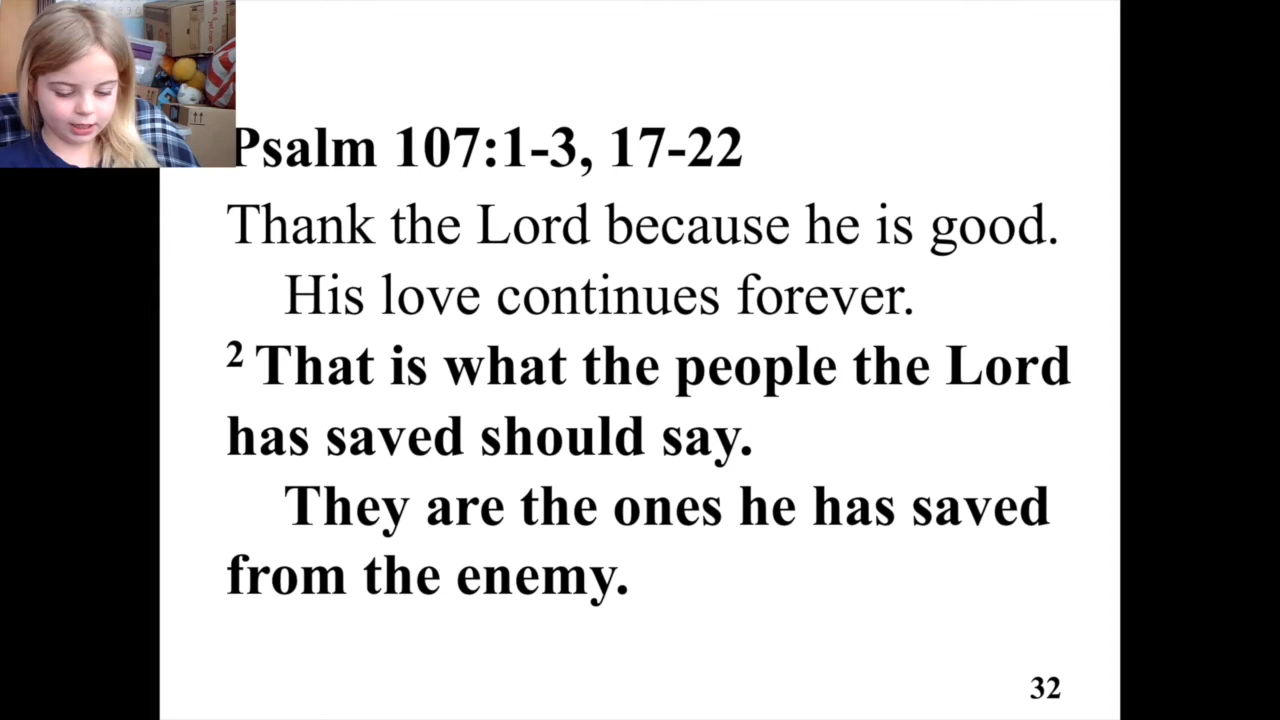 Psalm 107:1-3, 17-22
Thank the Lord because he is good.
His love continues forever.
2 That is what the people the Lord
has saved should say.
They are the ones he has saved
from the enemy.
32